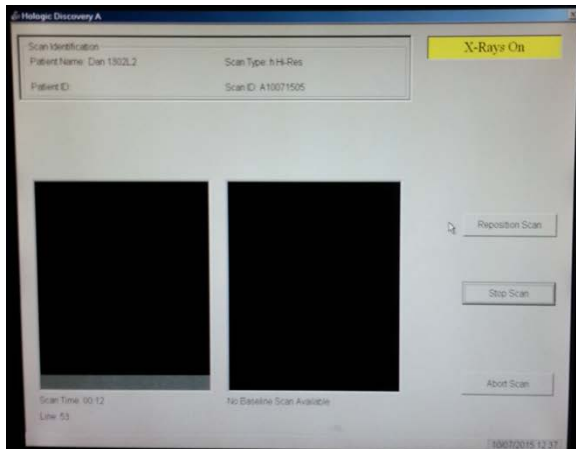 Hologic Discovery A
X-Rays On
Scan Identification
Patient Name: Dan 1302L2
Scan Type: h Hi-Res
Patient ID:
Scan ID: A10071505
Reposition Scan
Stop Scan
Abort Scan
Scan Time: 00:12
No Baseline Scan Available
Line: 53
10/07/2015 12:37